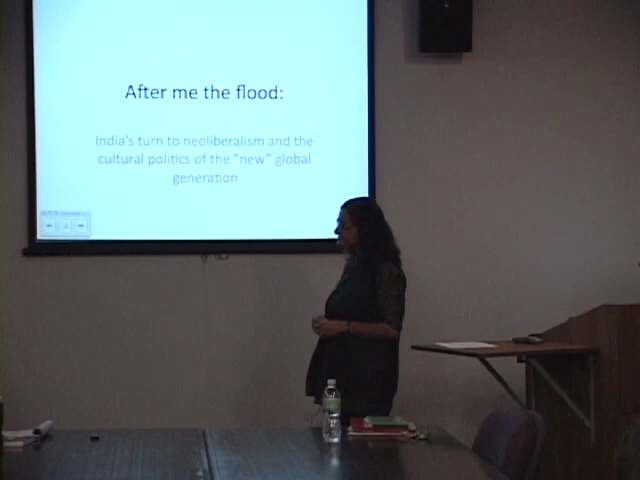 After me the flood:
India's turn to neoliberalism and the
cultural politics of the "new" global
generation